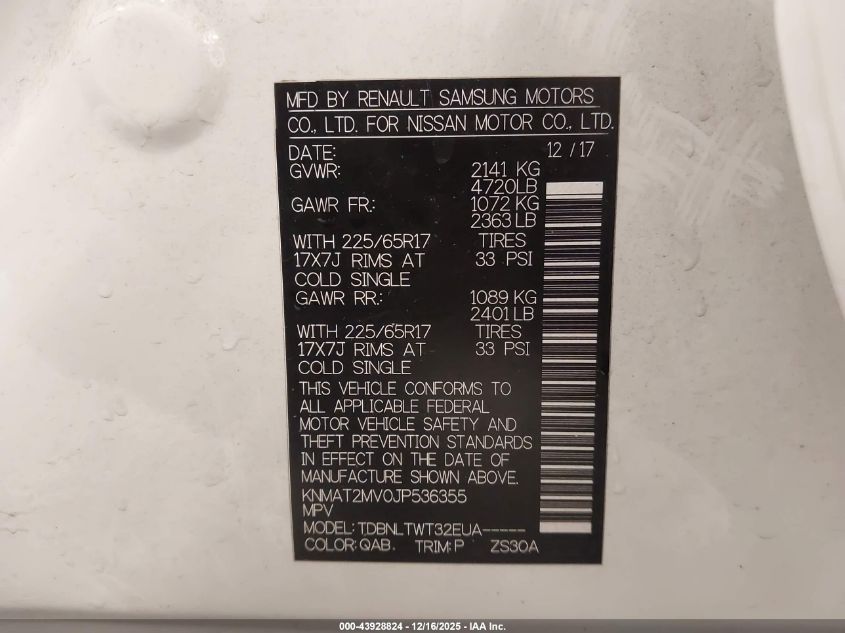 MFD BY RENAULT SAMSUNG MOTORS
CO., LTD. FOR NISSAN MOTOR CO., LTD.
DATE: 12 / 17
GVWR: 2141 KG
4720LB
GAWR FR.: 1072 KG
2363 LB
WITH 225/65R17 TIRES
17X7J RIMS AT 33 PSI
COLD SINGLE
GAWR RR.: 1089 KG
2401 LB
WITH 225/65R17 TIRES
17X7J RIMS AT 33 PSI
COLD SINGLE
THIS VEHICLE CONFORMS TO
ALL APPLICABLE FEDERAL
MOTOR VEHICLE SAFETY AND
THEFT PREVENTION STANDARDS
IN EFFECT ON THE DATE OF
MANUFACTURE SHOWN ABOVE.
KNMAT2MV0JP536355
MPV
MODEL: TDBNLTWT32EUA-----
COLOR: QAB. TRIM: P ZS30A
000-43928824 / 12/16/2025 - IAA Inc.